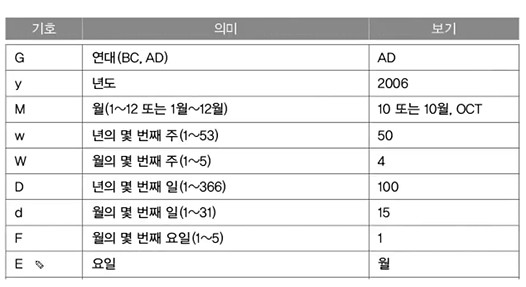 기호 의미 보기
G 연대(BC, AD) AD
y 년도 2006
M 월(1~12 또는 1월~12월) 10 또는 10월, OCT
w 년의 몇 번째 주(1~53) 50
W 월의 몇 번째 주(1~5) 4
D 년의 몇 번째 일(1~366) 100
d 월의 몇 번째 일(1~31) 15
F 월의 몇 번째 요일(1~5) 1
E 요일 월